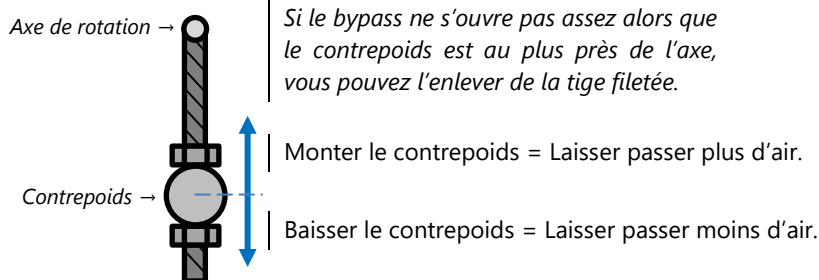 Axe de rotation →
Si le bypass ne s’ouvre pas assez alors que
le contrepoids est au plus près de l’axe,
vous pouvez l’enlever de la tige filetée.
Monter le contrepoids = Laisser passer plus d’air.
Contrepoids →
Baisser le contrepoids = Laisser passer moins d’air.